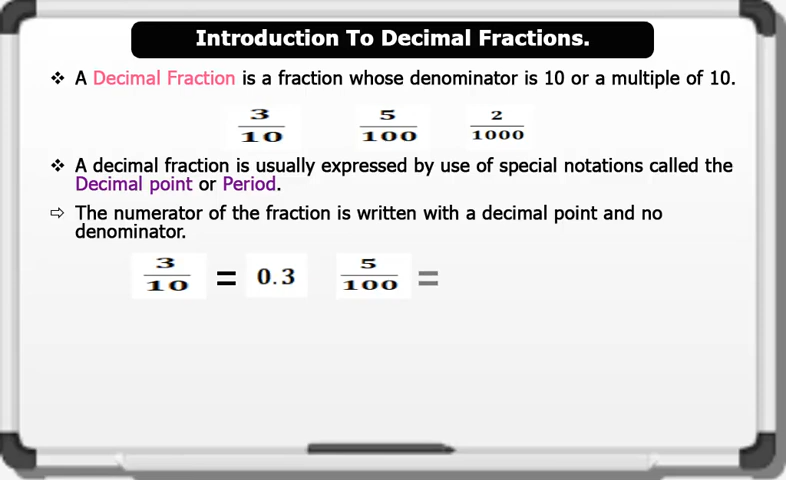 Introduction To Decimal Fractions.
❖ A Decimal Fraction is a fraction whose denominator is 10 or a multiple of 10.
3/10 5/100 2/1000
❖ A decimal fraction is usually expressed by use of special notations called the
Decimal point or Period.
⇨ The numerator of the fraction is written with a decimal point and no
denominator.
3/10 = 0.3 5/100 =